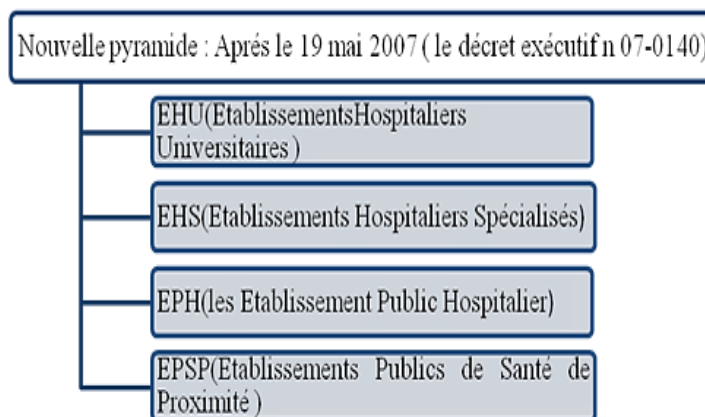 Nouvelle pyramide : Aprés le 19 mai 2007 ( le décret exécutif n 07-0140)
EHU(EtablissementsHospitaliers
Universitaires )
EHS(Etablissements Hospitaliers Spécialisés)
EPH(les Etablissement Public Hospitalier)
EPSP(Etablissements Publics de Santé de
Proximité )